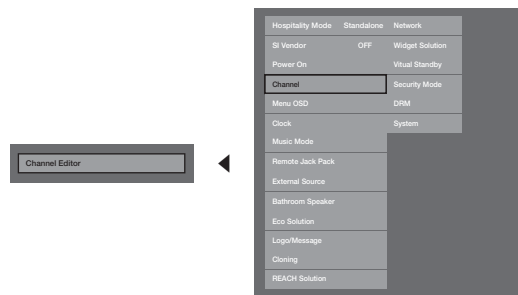 Hospitality Mode Standalone Network
SI Vendor OFF Widget Solution
Power On Vitual Standby
Channel Security Mode
Menu OSD DRM
Clock System
Music Mode
Remote Jack Pack
Channel Editor
External Source
Bathroom Speaker
Eco Solution
Logo/Message
Cloning
REACH Solution